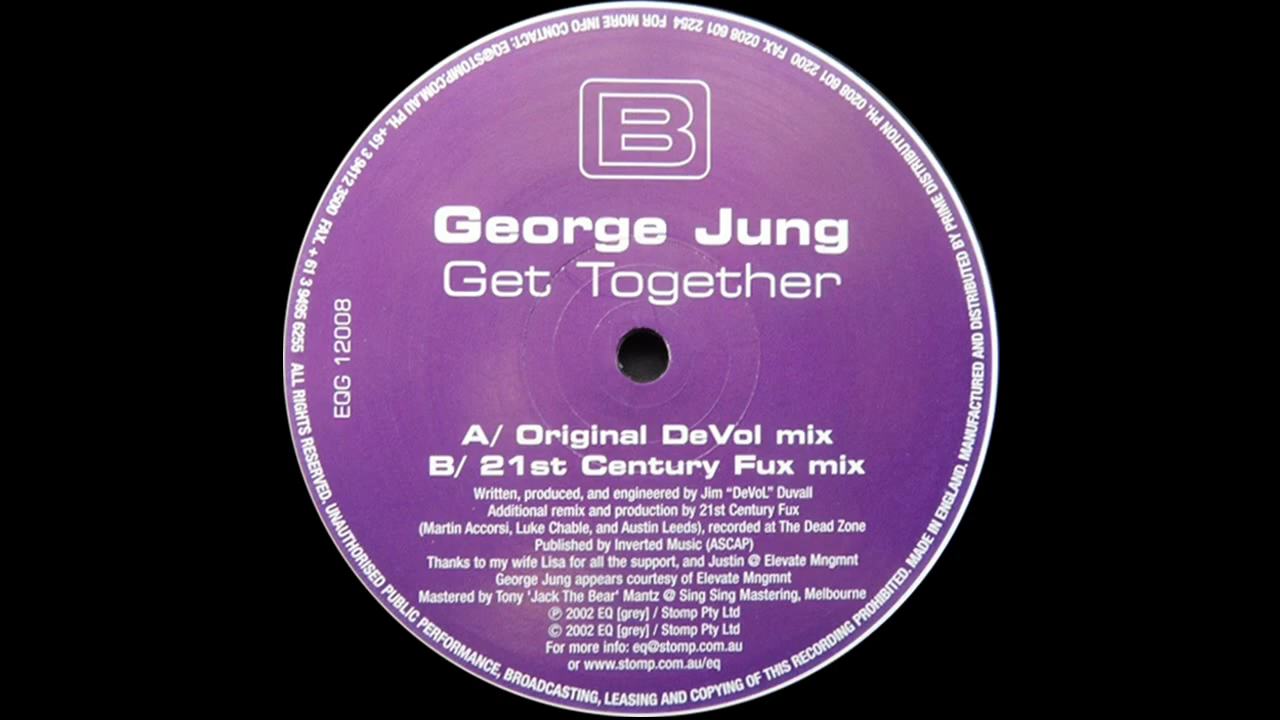 B
George Jung
Get Together
EQG 12008
A/ Original DeVol mix
B/ 21st Century Fux mix
Written, produced, and engineered by Jim “DeVoL” Duvall
Additional remix and production by 21st Century Fux
(Martin Accorsi, Luke Chable, and Austin Leeds), recorded at The Dead Zone
Published by Inverted Music (ASCAP)
Thanks to my wife Lisa for all the support, and Justin @ Elevate Mngmnt
George Jung appears courtesy of Elevate Mngmnt
Mastered by Tony 'Jack The Bear' Mantz @ Sing Sing Mastering, Melbourne
℗ 2002 EQ [grey] / Stomp Pty Ltd
© 2002 EQ [grey] / Stomp Pty Ltd
For more info: eq@stomp.com.au
or www.stomp.com.au/eq
ALL RIGHTS RESERVED. UNAUTHORISED PUBLIC PERFORMANCE, BROADCASTING, LEASING AND COPYING OF THIS RECORDING PROHIBITED. MADE IN ENGLAND. MANUFACTURED AND DISTRIBUTED BY PRIME DISTRIBUTION PH. 0208 601 2200 FAX. 0208 601 2254 FOR MORE INFO CONTACT: EQ@STOMP.COM.AU PH. +61 3 9412 3500 FAX. + 61 3 9495 6255